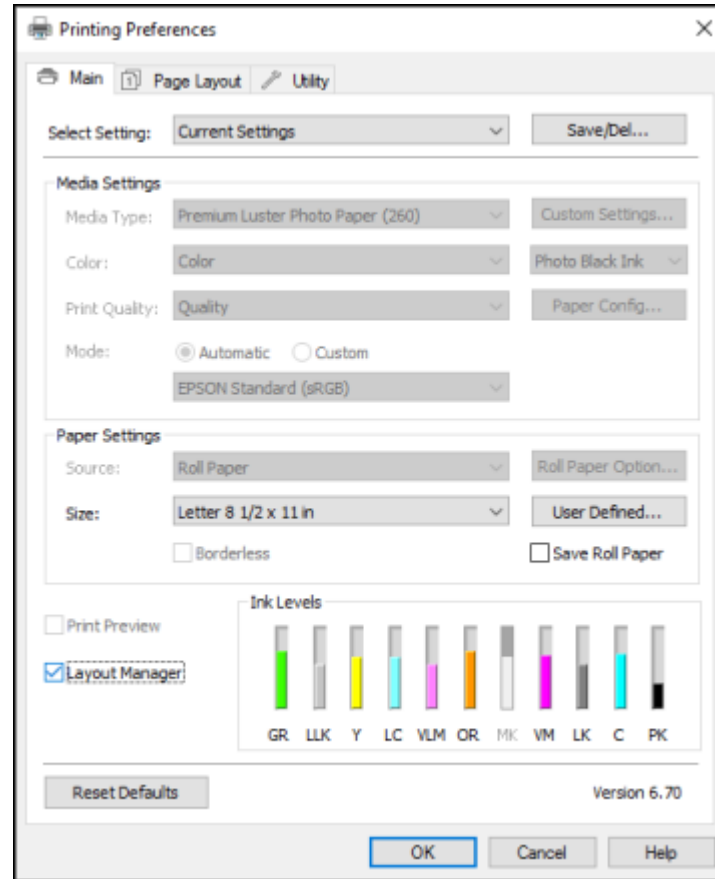 Printing Preferences
Main
1
Page Layout
Utility
Select Setting: Current Settings Save/Del...
Media Settings
Media Type: Premium Luster Photo Paper (260) Custom Settings...
Color: Color Photo Black Ink
Print Quality: Quality Paper Config...
Mode: Automatic Custom
EPSON Standard (sRGB)
Paper Settings
Source: Roll Paper Roll Paper Option...
Size: Letter 8 1/2 x 11 in User Defined...
Borderless Save Roll Paper
Ink Levels
Print Preview
Layout Manager
GR LLK Y LC VLM OR MK VM LK C PK
Reset Defaults Version 6.70
OK Cancel Help